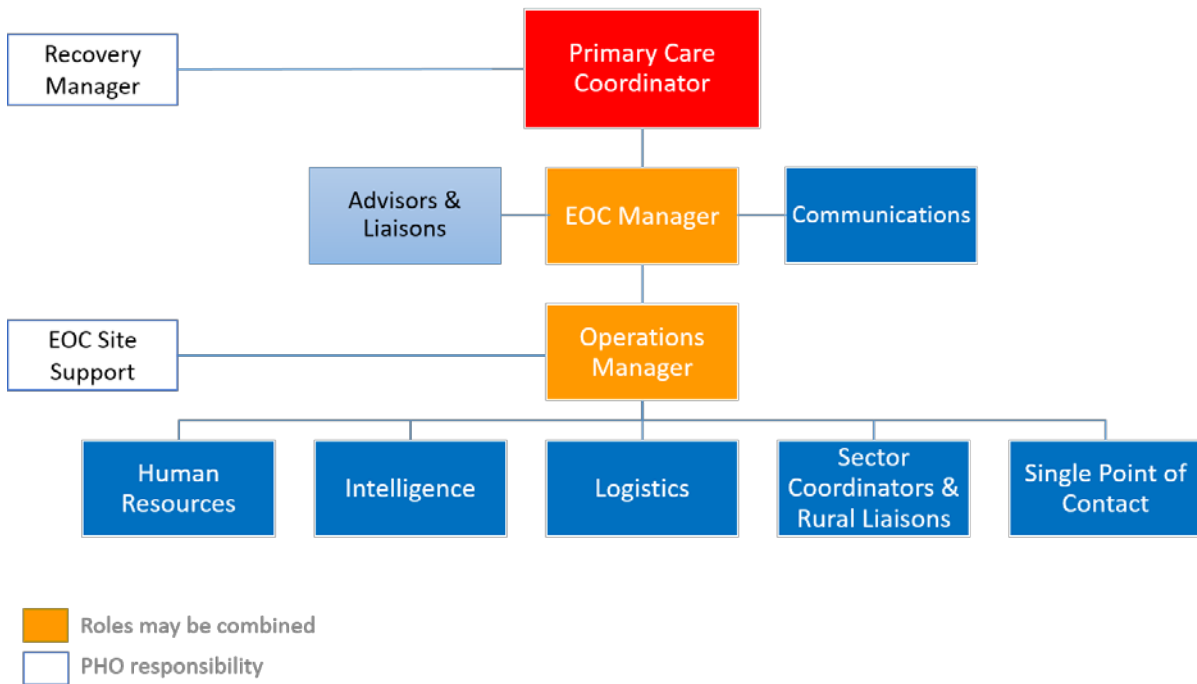 Recovery
Manager
Primary Care
Coordinator
Advisors &
Liaisons
EOC Manager
Communications
EOC Site
Support
Operations
Manager
Human
Resources
Intelligence
Logistics
Sector
Coordinators &
Rural Liaisons
Single Point of
Contact
Roles may be combined
PHO responsibility